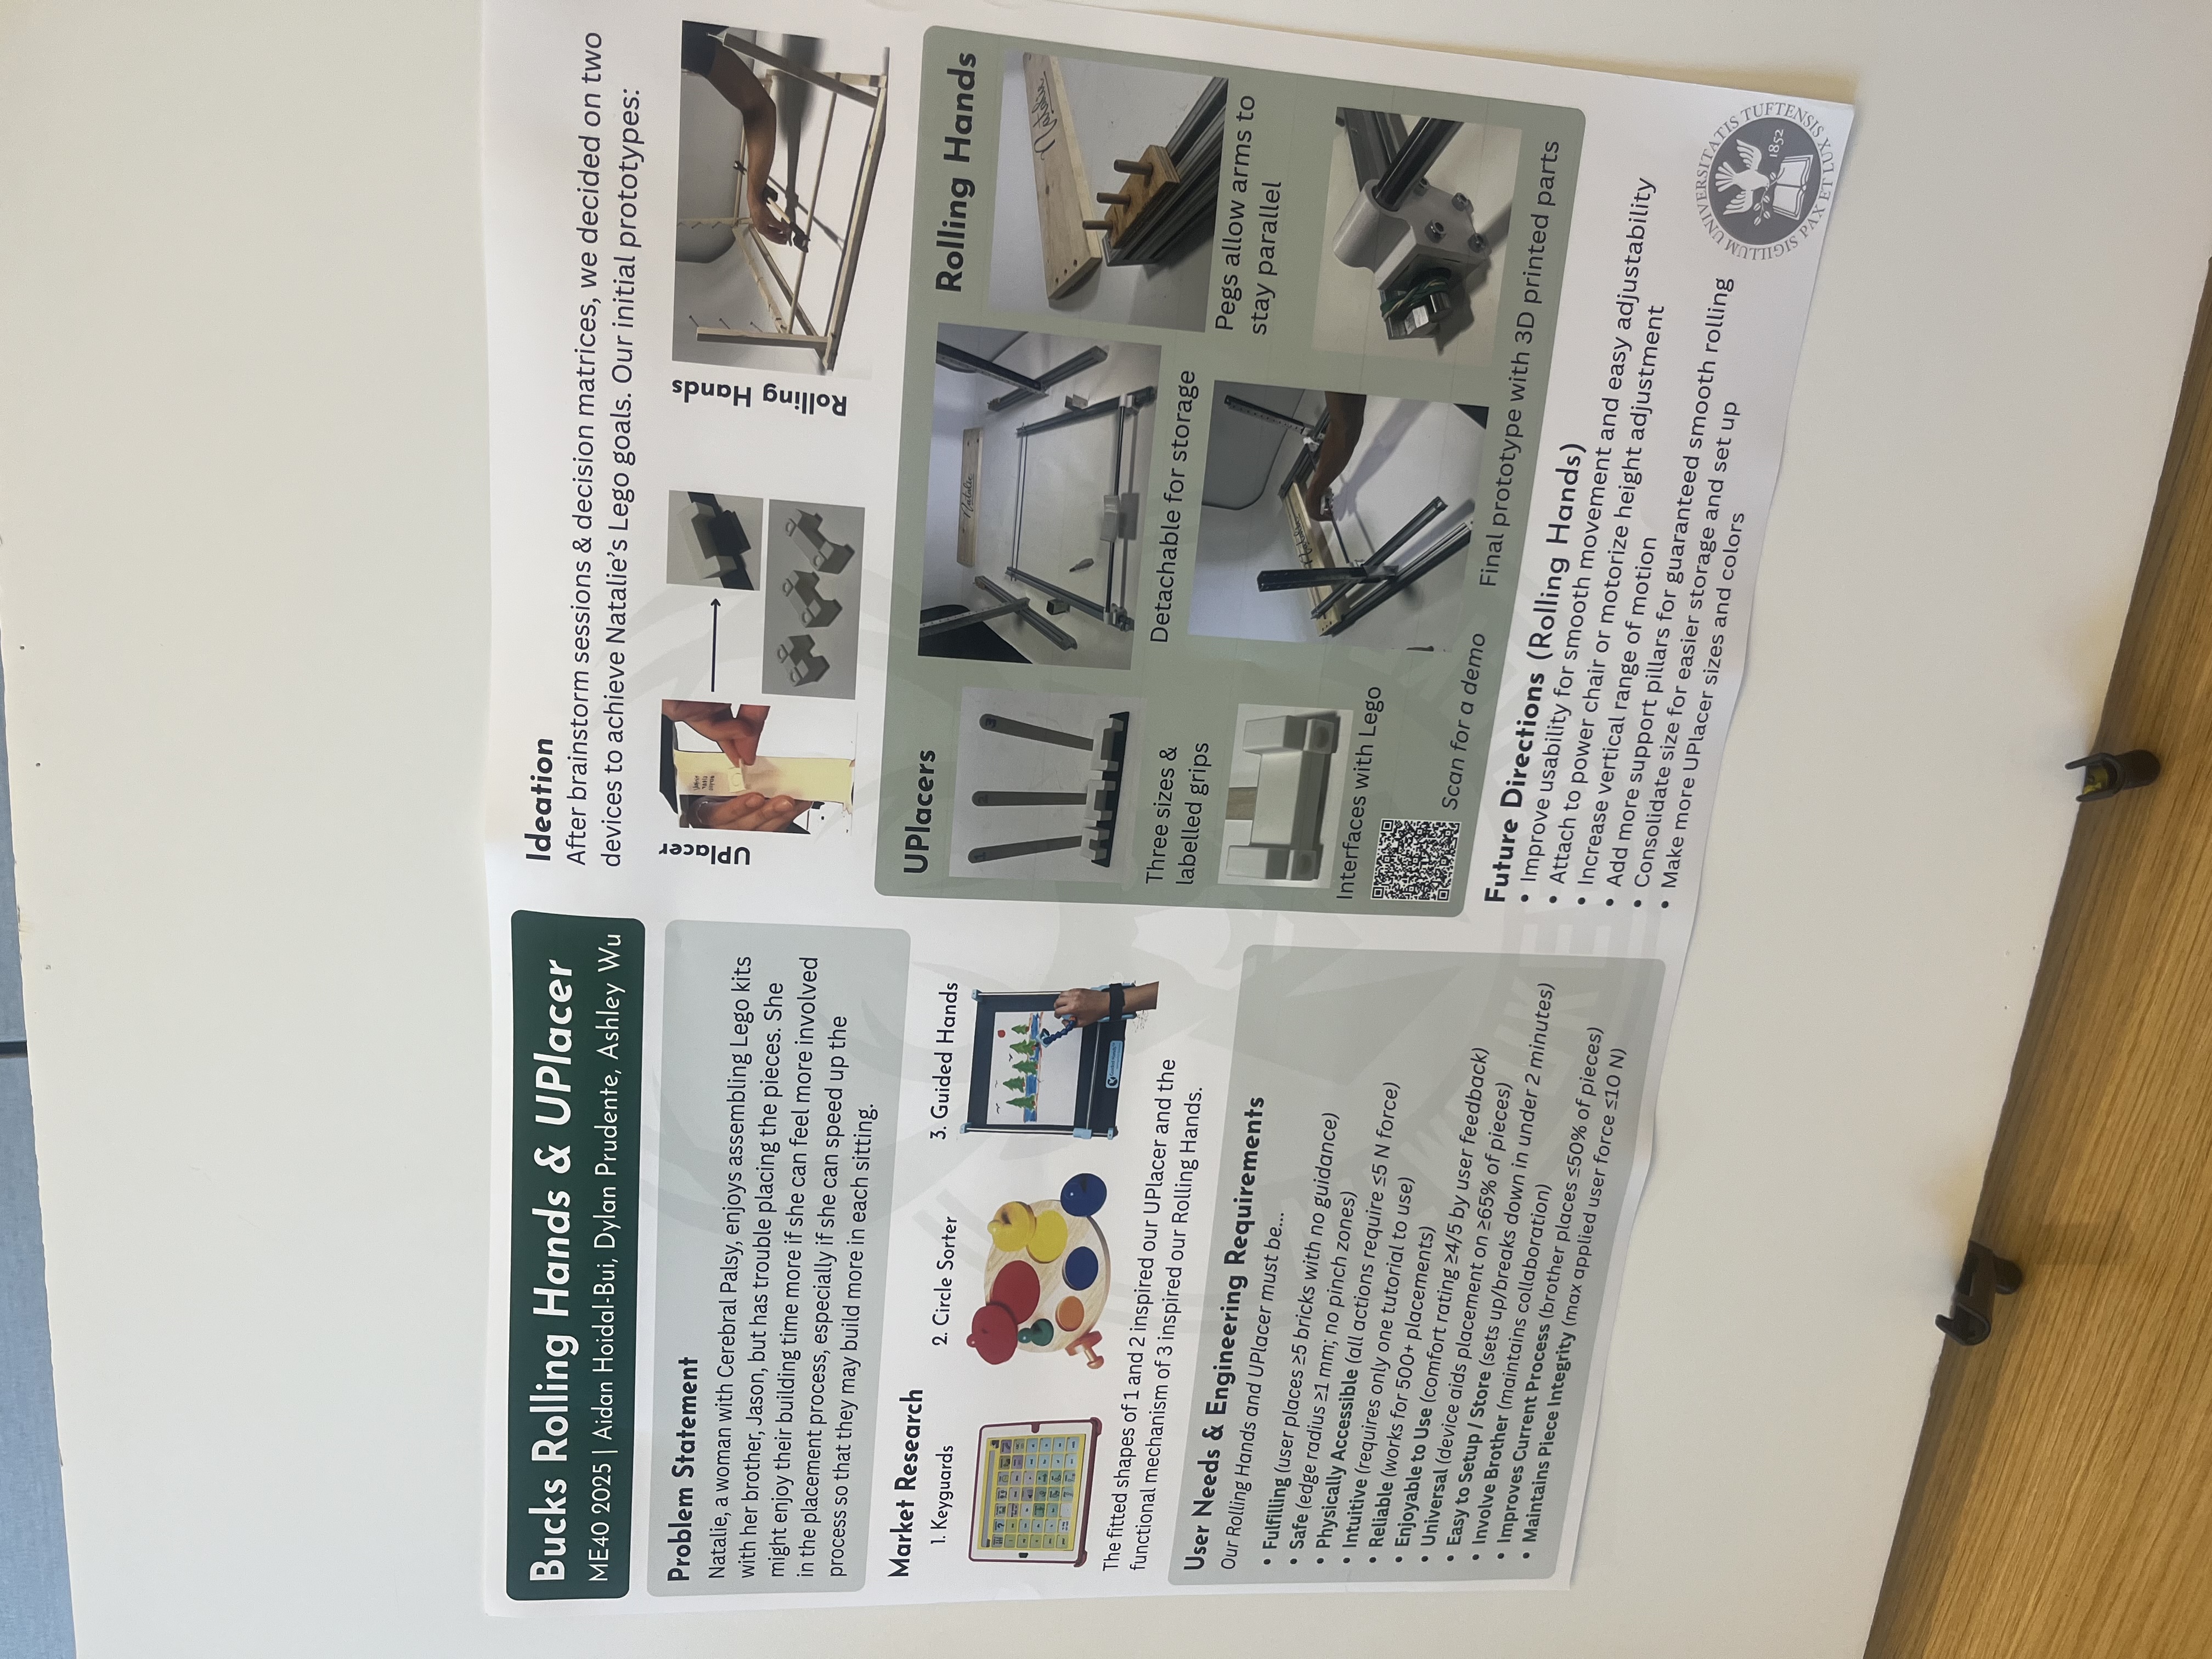 Bucks Rolling Hands & UPlacer
ME40 2025 | Aidan Hoidal-Bui, Dylan Prudente, Ashley Wu
Problem Statement
Natalie, a woman with Cerebral Palsy, enjoys assembling Lego kits
with her brother, Jason, but has trouble placing the pieces. She
might enjoy their building time more if she can feel more involved
in the placement process, especially if she can speed up the
process so that they may build more in each sitting.
Market Research
1. Keyguards
2. Circle Sorter
3. Guided Hands
The fitted shapes of 1 and 2 inspired our UPlacer and the
functional mechanism of 3 inspired our Rolling Hands.
User Needs & Engineering Requirements
Our Rolling Hands and UPlacer must be...
• Fulfilling (user places ≥5 bricks with no guidance)
• Safe (edge radius ≥1 mm; no pinch zones)
• Physically Accessible (all actions require ≤5 N force)
• Intuitive (requires only one tutorial to use)
• Reliable (works for 500+ placements)
• Enjoyable to Use (comfort rating ≥4/5 by user feedback)
• Universal (device aids placement on ≥65% of pieces)
• Easy to Setup / Store (sets up/breaks down in under 2 minutes)
• Involve Brother (maintains collaboration)
• Improves Current Process (brother places ≤50% of pieces)
• Maintains Piece Integrity (max applied user force ≤10 N)
Ideation
After brainstorm sessions & decision matrices, we decided on two
devices to achieve Natalie's Lego goals. Our initial prototypes:
UPlacer
Rolling Hands
UPlacers
1 2 3
Three sizes &
labelled grips
Interfaces with Lego
Scan for a demo
Natalie
Detachable for storage
Natalie
Final prototype with 3D printed parts
Rolling Hands
Natalie
Pegs allow arms to
stay parallel
Future Directions (Rolling Hands)
• Improve usability for smooth movement and easy adjustability
• Attach to power chair or motorize height adjustment
• Increase vertical range of motion
• Add more support pillars for guaranteed smooth rolling
• Consolidate size for easier storage and set up
• Make more UPlacer sizes and colors
SIGILLUM UNIVERSITATIS TUFTENSIS
PAX ET LUX
1852